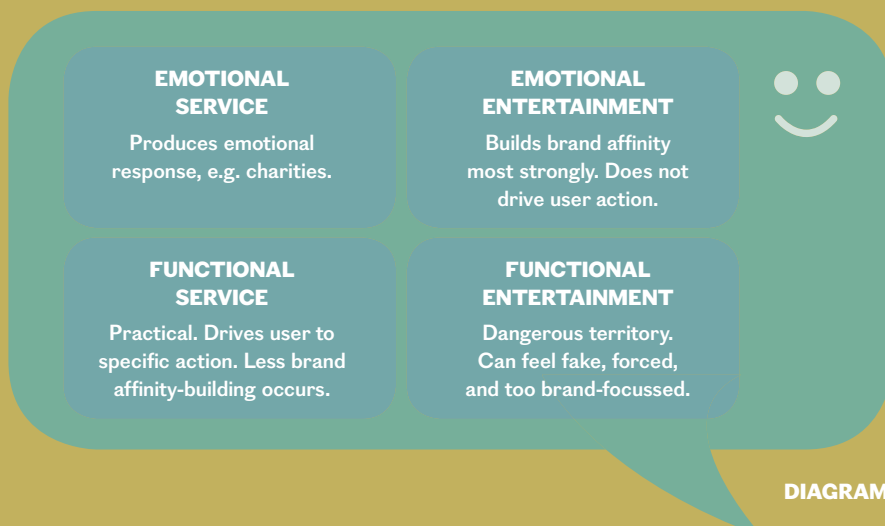 EMOTIONAL
SERVICE
Produces emotional
response, e.g. charities.
EMOTIONAL
ENTERTAINMENT
Builds brand affinity
most strongly. Does not
drive user action.
FUNCTIONAL
SERVICE
Practical. Drives user to
specific action. Less brand
affinity-building occurs.
FUNCTIONAL
ENTERTAINMENT
Dangerous territory.
Can feel fake, forced,
and too brand-focussed.
DIAGRAM